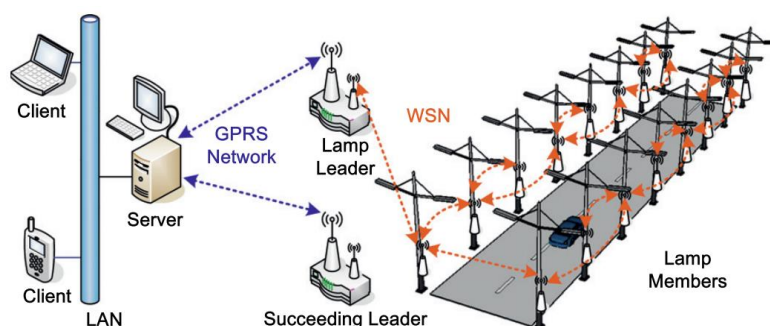 Client
Server
Client
LAN
GPRS
Network
Lamp
Leader
Succeeding Leader
WSN
Lamp
Members